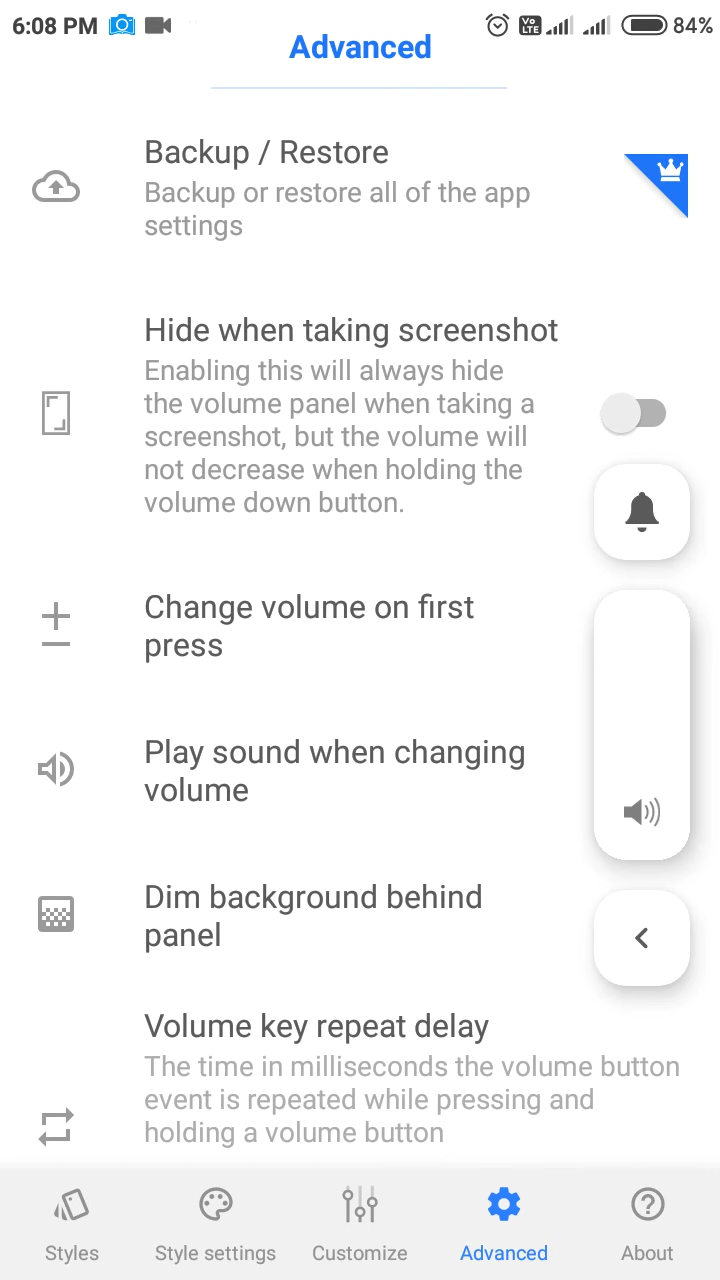 6:08 PM
Vo LTE
84%
Advanced
Backup / Restore
Backup or restore all of the app
settings
Hide when taking screenshot
Enabling this will always hide
the volume panel when taking a
screenshot, but the volume will
not decrease when holding the
volume down button.
Change volume on first
press
Play sound when changing
volume
Dim background behind
panel
Volume key repeat delay
The time in milliseconds the volume button
event is repeated while pressing and
holding a volume button
Styles
Style settings
Customize
Advanced
About